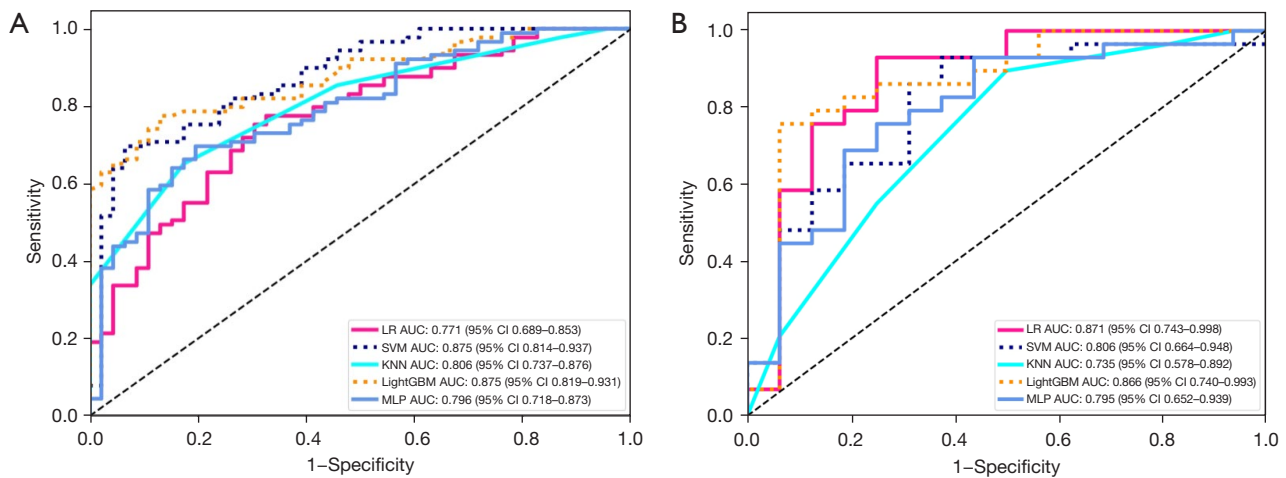 A
1.0
0.8
0.6
0.4
0.2
0.0
Sensitivity
LR AUC: 0.771 (95% CI 0.689–0.853)
SVM AUC: 0.875 (95% CI 0.814–0.937)
KNN AUC: 0.806 (95% CI 0.737–0.876)
LightGBM AUC: 0.875 (95% CI 0.819–0.931)
MLP AUC: 0.796 (95% CI 0.718–0.873)
0.0 0.2 0.4 0.6 0.8 1.0
1–Specificity
B
1.0
0.8
0.6
0.4
0.2
0.0
Sensitivity
LR AUC: 0.871 (95% CI 0.743–0.998)
SVM AUC: 0.806 (95% CI 0.664–0.948)
KNN AUC: 0.735 (95% CI 0.578–0.892)
LightGBM AUC: 0.866 (95% CI 0.740–0.993)
MLP AUC: 0.795 (95% CI 0.652–0.939)
0.0 0.2 0.4 0.6 0.8 1.0
1–Specificity